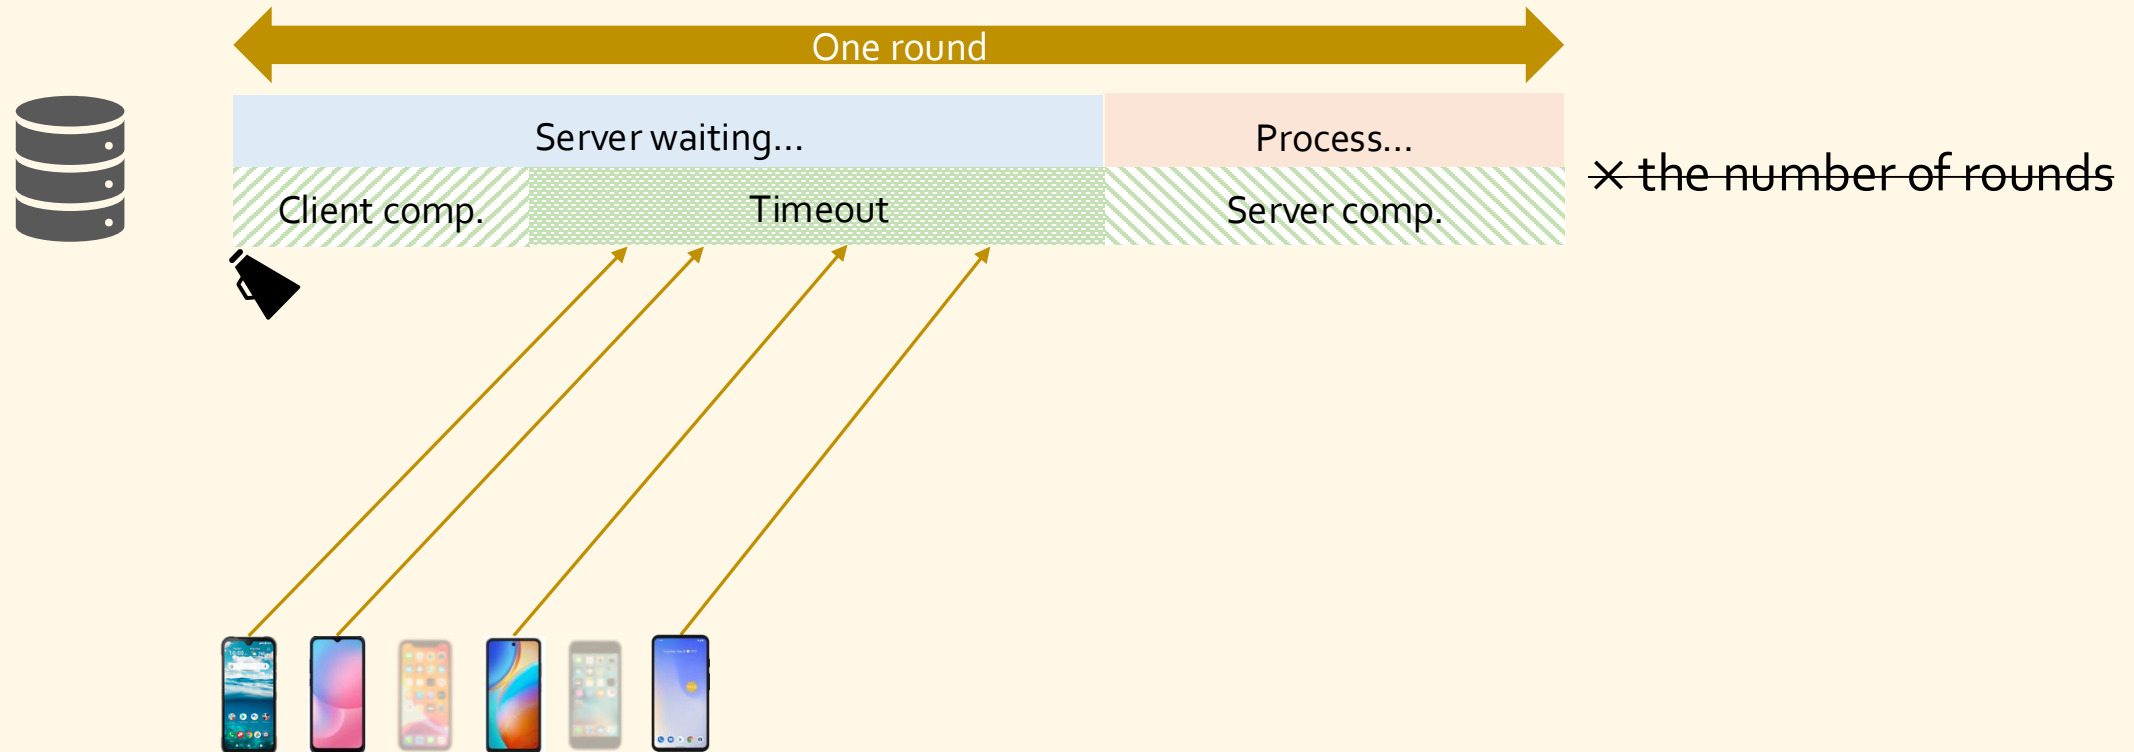 One round
Server waiting...
Process...
× the number of rounds
Client comp.
Timeout
Server comp.